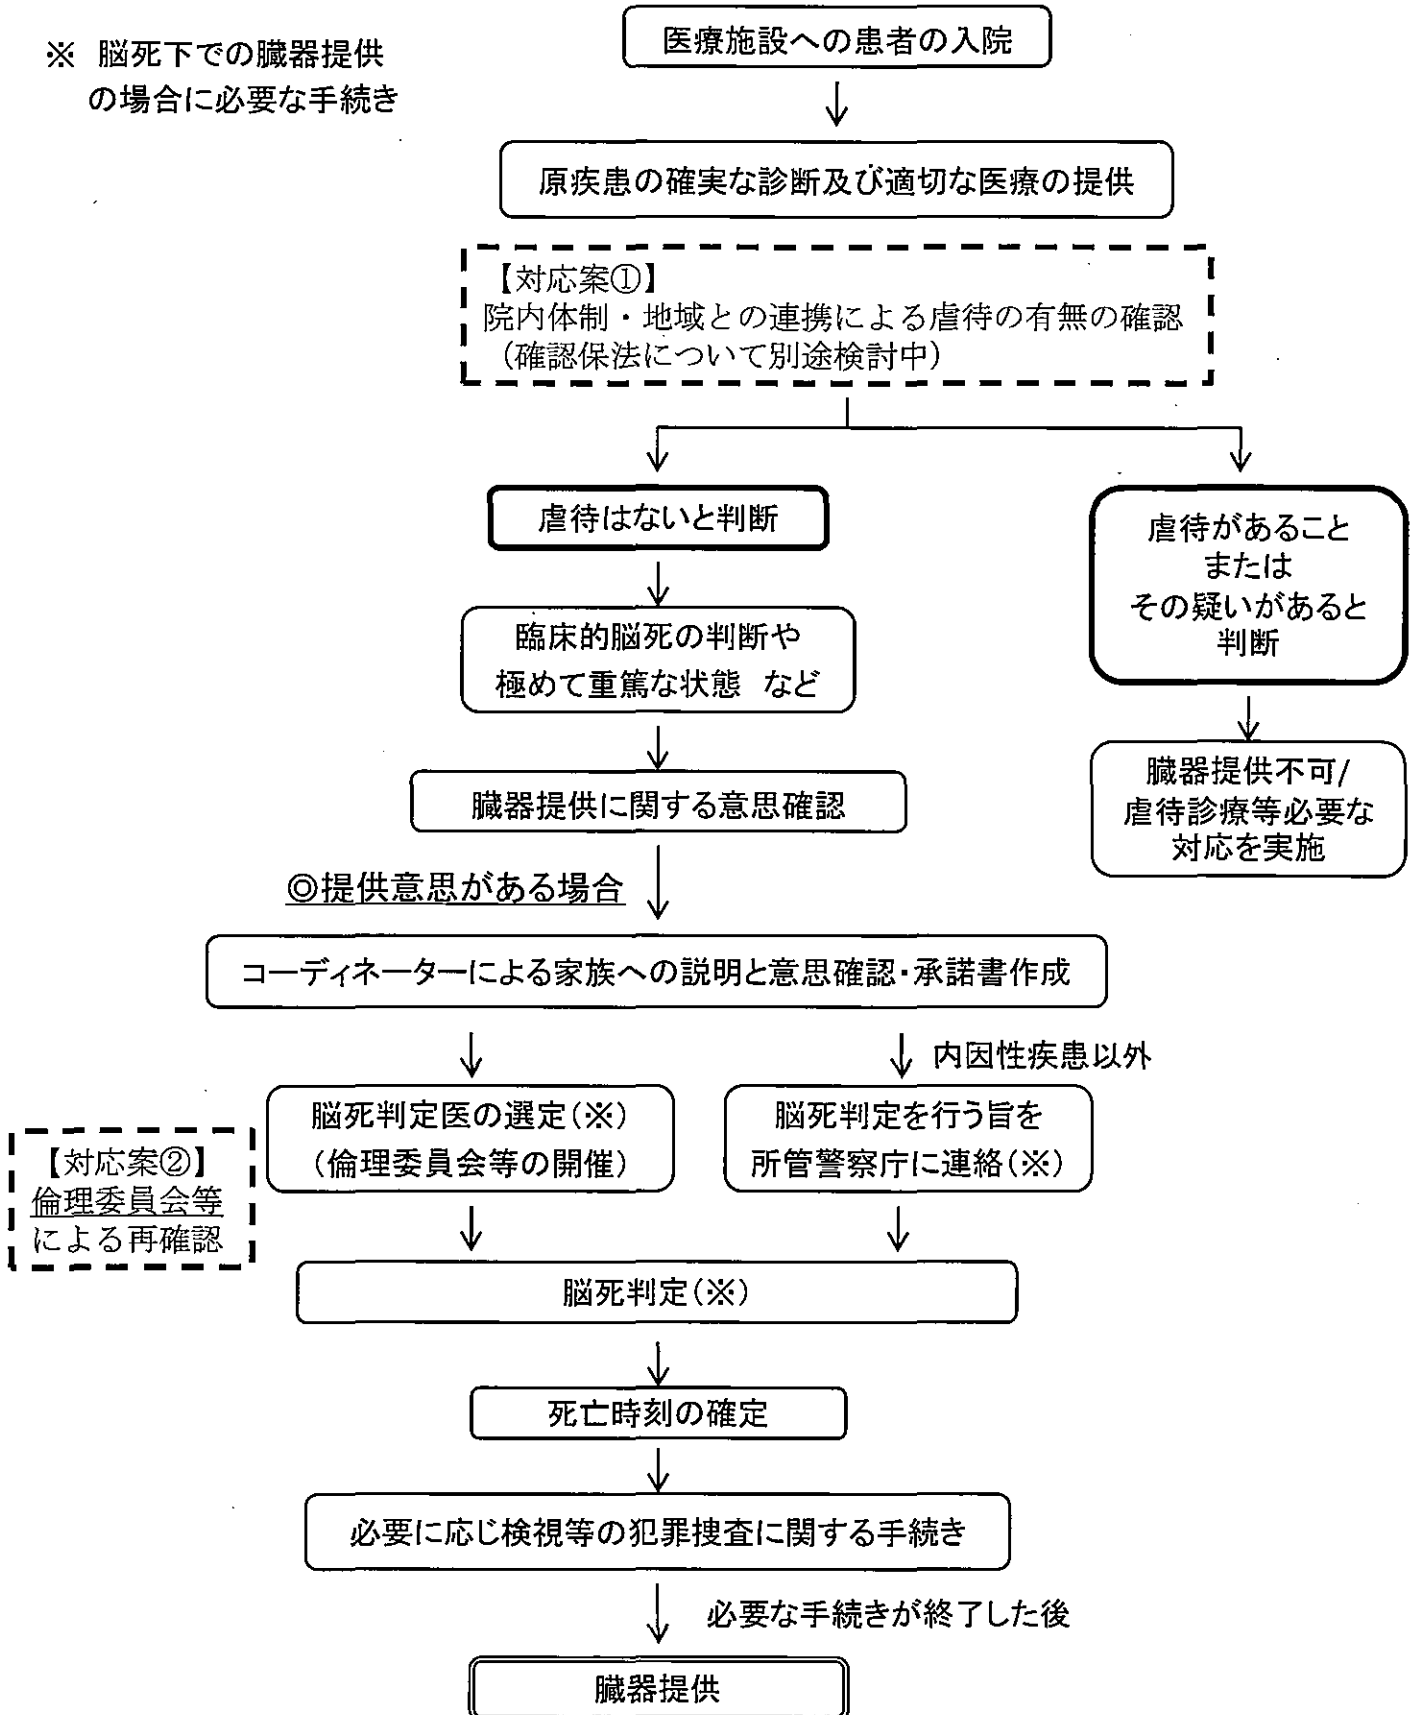 ※ 脳死下での臓器提供
の場合に必要な手続き
医療施設への患者の入院
原疾患の確実な診断及び適切な医療の提供
【対応案①】
院内体制・地域との連携による虐待の有無の確認
（確認保法について別途検討中）
虐待はないと判断
虐待があること
または
その疑いがあると
判断
臨床的脳死の判断や
極めて重篤な状態 など
臓器提供不可/
虐待診療等必要な
対応を実施
臓器提供に関する意思確認
◎提供意思がある場合
コーディネーターによる家族への説明と意思確認・承諾書作成
内因性疾患以外
脳死判定医の選定(※)
(倫理委員会等の開催)
脳死判定を行う旨を
所管警察庁に連絡(※)
【対応案②】
倫理委員会等
による再確認
脳死判定(※)
死亡時刻の確定
必要に応じ検視等の犯罪捜査に関する手続き
必要な手続きが終了した後
臓器提供